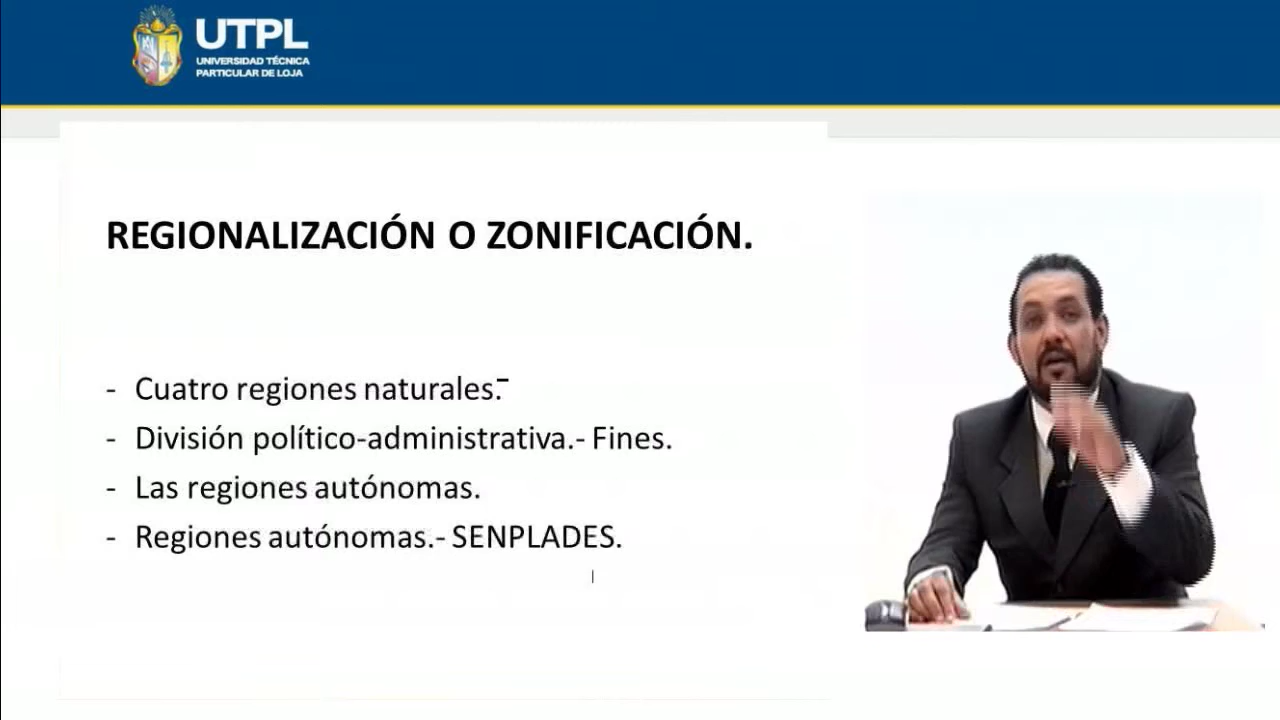 UTPL
UNIVERSIDAD TÉCNICA
PARTICULAR DE LOJA
REGIONALIZACIÓN O ZONIFICACIÓN.
- Cuatro regiones naturales.-
- División político-administrativa.- Fines.
- Las regiones autónomas.
- Regiones autónomas.- SENPLADES.